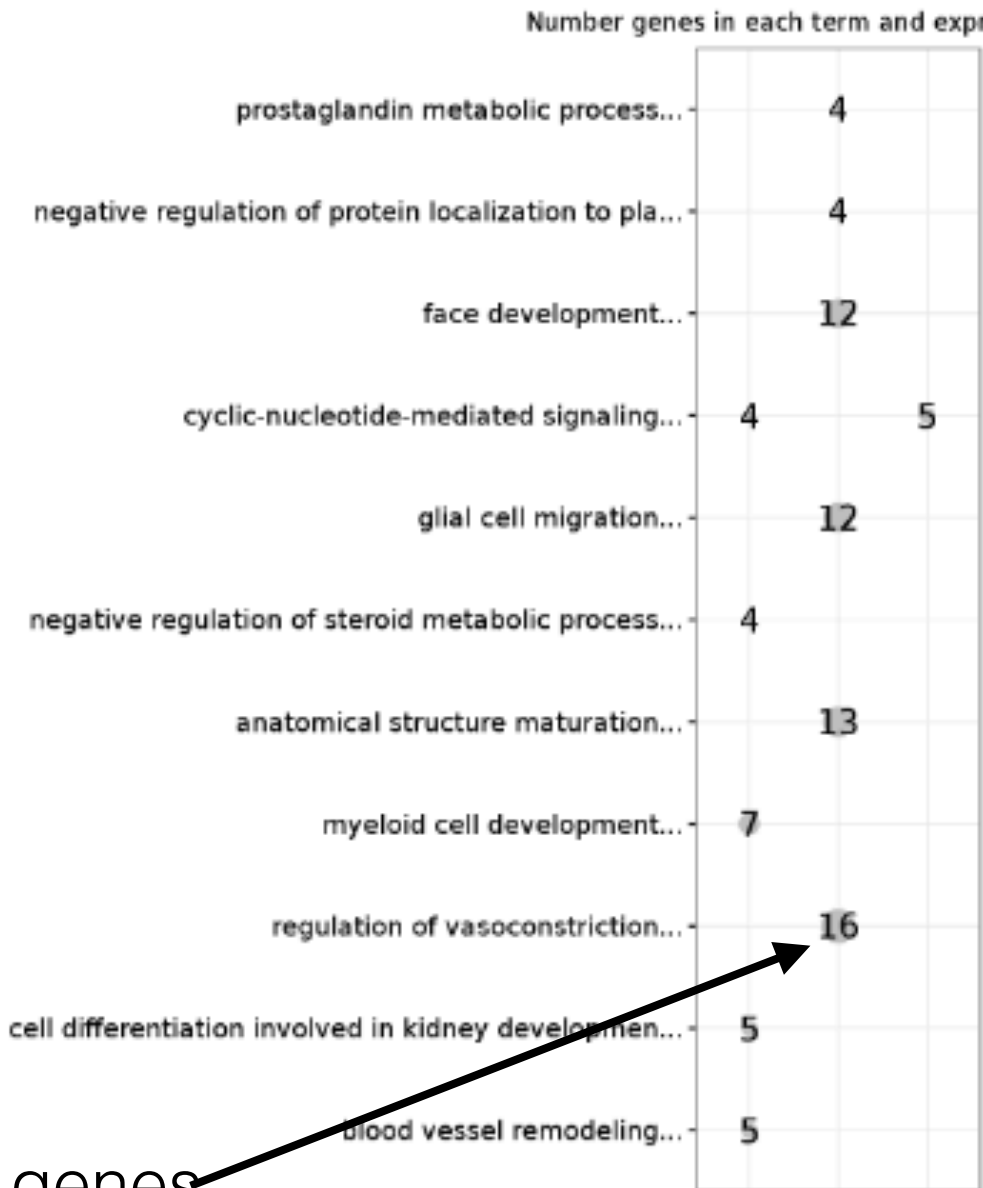 Number genes in each term and expr
prostaglandin metabolic process... 4
negative regulation of protein localization to pla... 4
face development... 12
cyclic-nucleotide-mediated signaling... 4 5
glial cell migration... 12
negative regulation of steroid metabolic process... 4
anatomical structure maturation... 13
myeloid cell development... 7
regulation of vasoconstriction... 16
cell differentiation involved in kidney developmen... 5
blood vessel remodeling... 5
genes